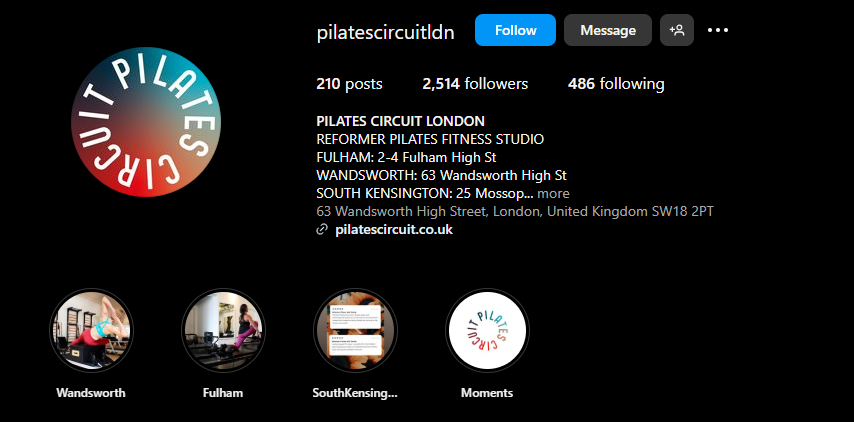 PILATES CIRCUIT
pilatescircuitldn Follow Message
210 posts 2,514 followers 486 following
PILATES CIRCUIT LONDON
REFORMER PILATES FITNESS STUDIO
FULHAM: 2-4 Fulham High St
WANDSWORTH: 63 Wandsworth High St
SOUTH KENSINGTON: 25 Mossop... more
63 Wandsworth High Street, London, United Kingdom SW18 2PT
pilatescircuit.co.uk
PILATES CIRCUIT
Wandsworth Fulham SouthKensing... Moments